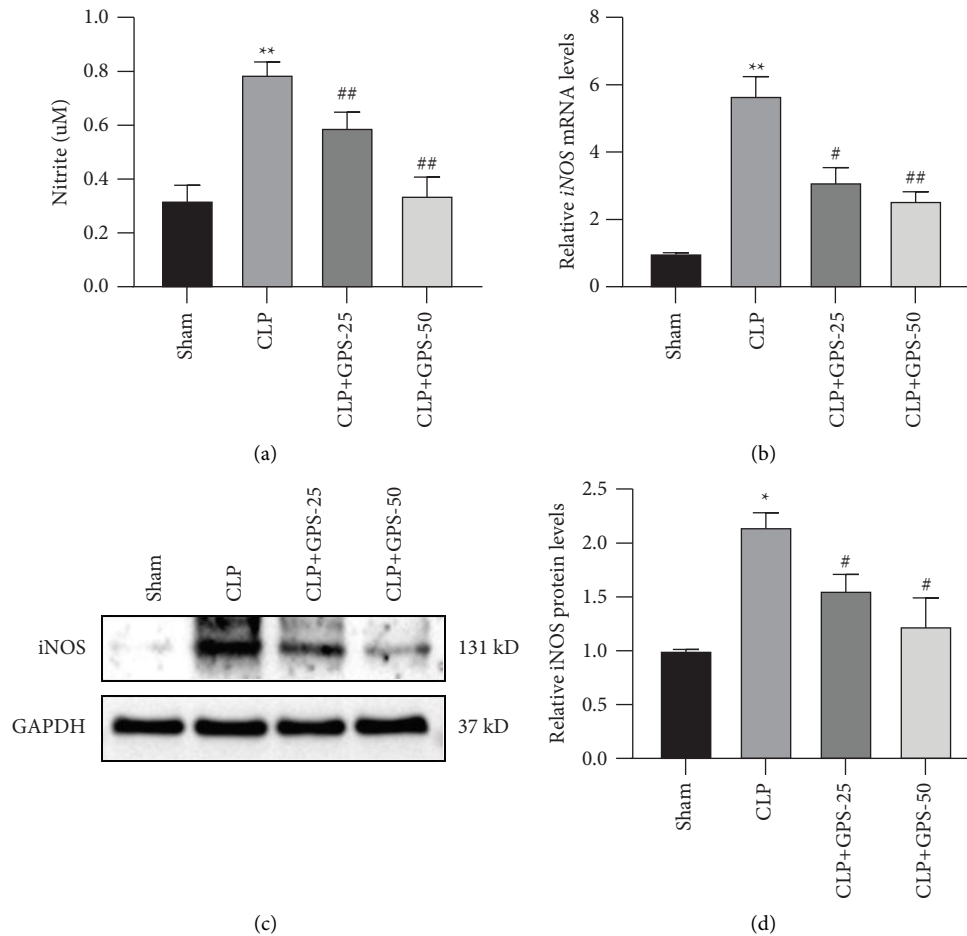 Nitrite (uM)
1.0
0.8
0.6
0.4
0.2
0.0
**
##
##
Sham
CLP
CLP+GPS-25
CLP+GPS-50
(a)
Relative iNOS mRNA levels
8
6
4
2
0
**
#
##
Sham
CLP
CLP+GPS-25
CLP+GPS-50
(b)
Sham
CLP
CLP+GPS-25
CLP+GPS-50
iNOS
131 kD
GAPDH
37 kD
(c)
Relative iNOS protein levels
2.5
2.0
1.5
1.0
0.5
0.0
*
#
#
Sham
CLP
CLP+GPS-25
CLP+GPS-50
(d)